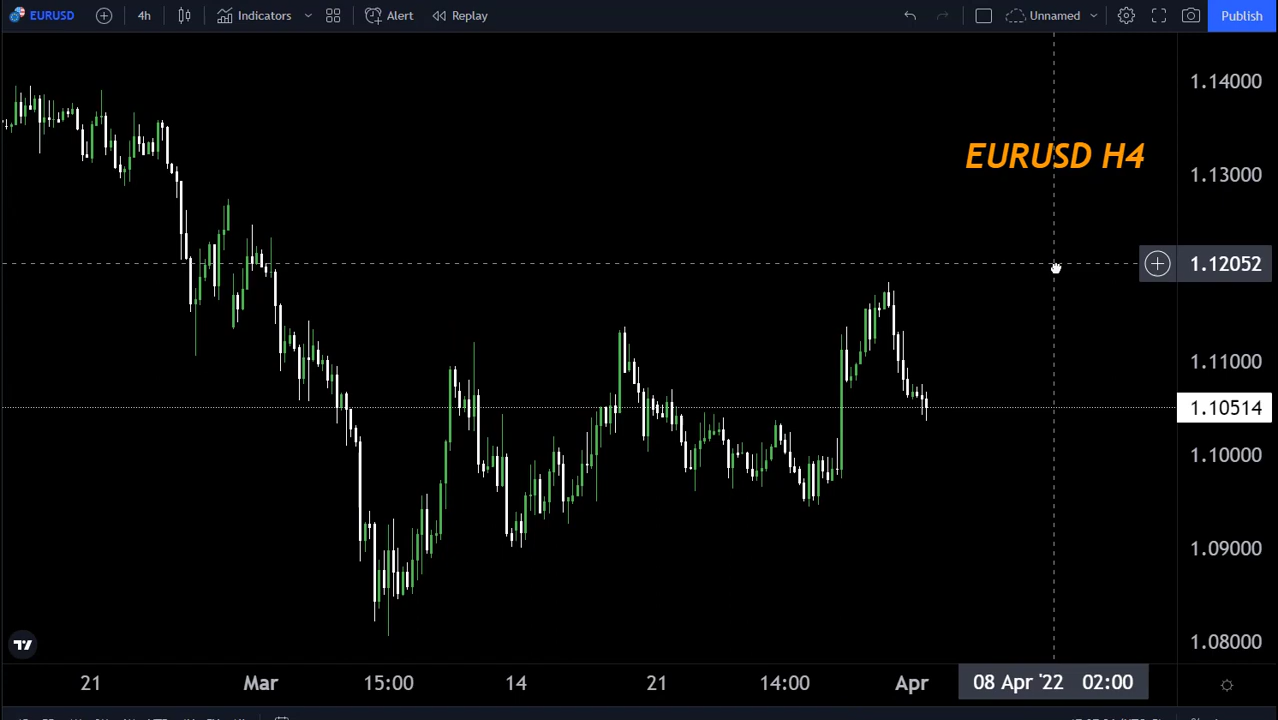 EURUSD 4h Indicators Alert Replay Unnamed Publish
1.14000
EURUSD H4
1.13000
1.12052
1.11000
1.10514
1.10000
1.09000
1.08000
21 Mar 15:00 14 21 14:00 Apr 08 Apr '22 02:00